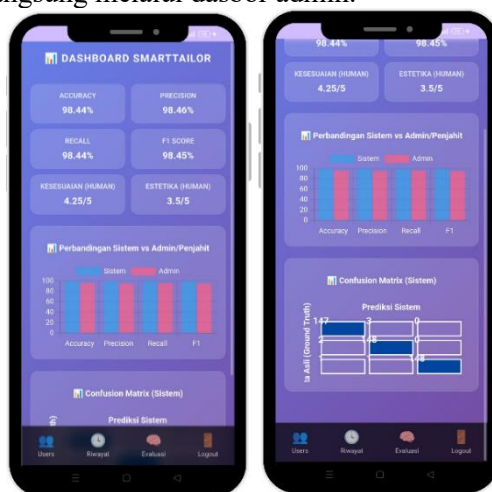 langsung melalui dasbor admin.
DASHBOARD SMARTTAILOR
ACCURACY
98.44%
PRECISION
98.46%
RECALL
98.44%
F1 SCORE
98.45%
KESESUAIAN (HUMAN)
4.25/5
ESTETIKA (HUMAN)
3.5/5
Perbandingan Sistem vs Admin/Penjahit
Sistem Admin
100
80
60
40
20
0
Accuracy Precision Recall F1
Confusion Matrix (Sistem)
Prediksi Sistem
Users Riwayat Evaluasi Logout
98.44% 98.45%
KESESUAIAN (HUMAN)
4.25/5
ESTETIKA (HUMAN)
3.5/5
Perbandingan Sistem vs Admin/Penjahit
Sistem Admin
100
80
60
40
20
0
Accuracy Precision Recall F1
Confusion Matrix (Sistem)
Prediksi Sistem
la Asli (Ground Truth)
147 3 0
2 148 0
148
Users Riwayat Evaluasi Logout